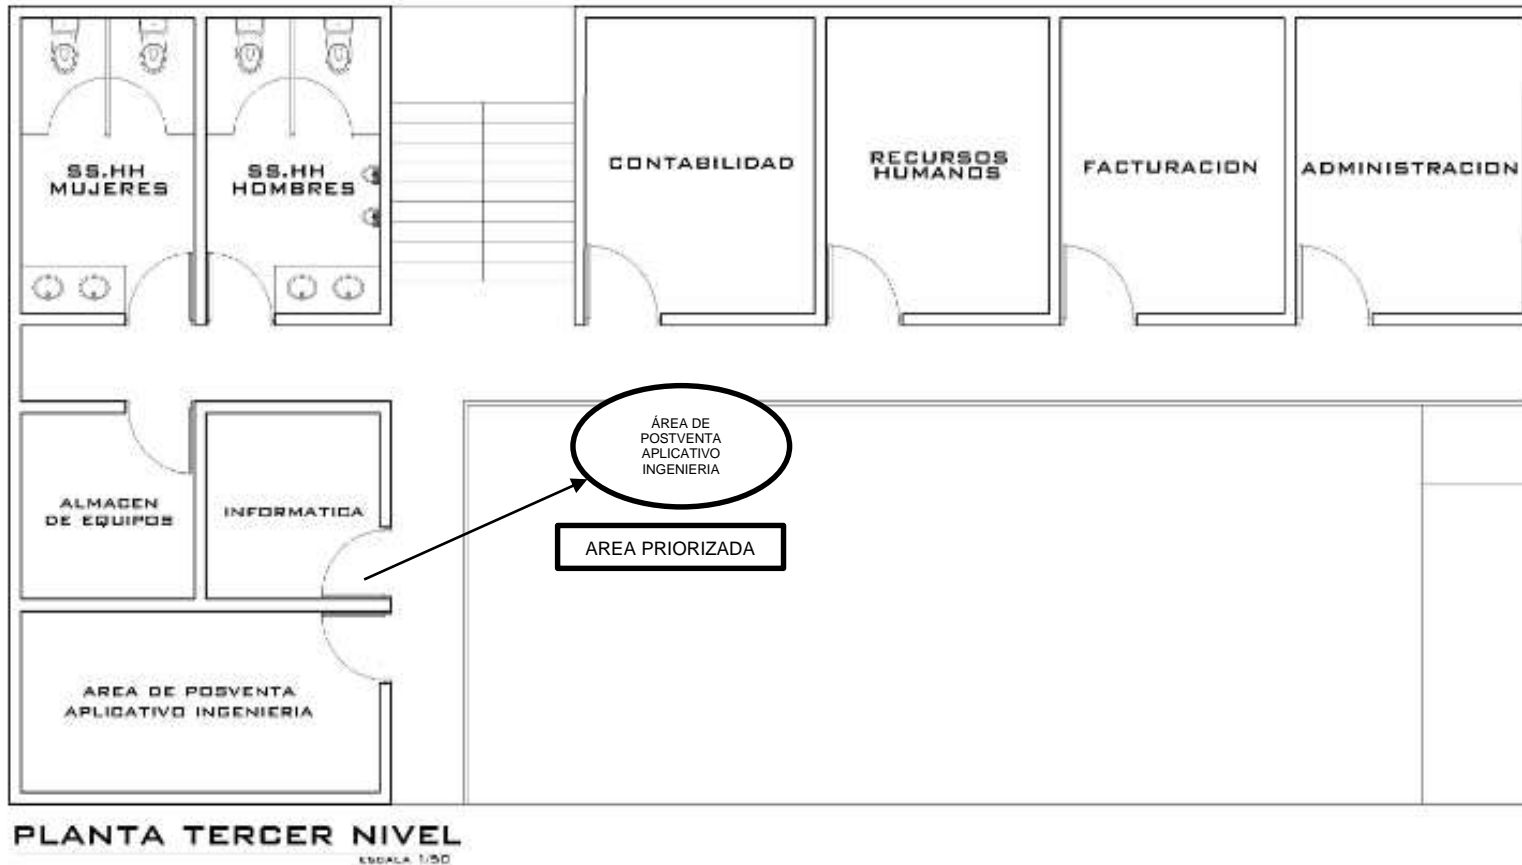 SS.HH
MUJERES
SS.HH
HOMBRES
CONTABILIDAD
RECURSOS
HUMANOS
FACTURACION
ADMINISTRACION
ÁREA DE
POSTVENTA
APLICATIVO
INGENIERIA
AREA PRIORIZADA
ALMACEN
DE EQUIPOS
INFORMATICA
AREA DE POSVENTA
APLICATIVO INGENIERIA
PLANTA TERCER NIVEL
ESCALA 1/50